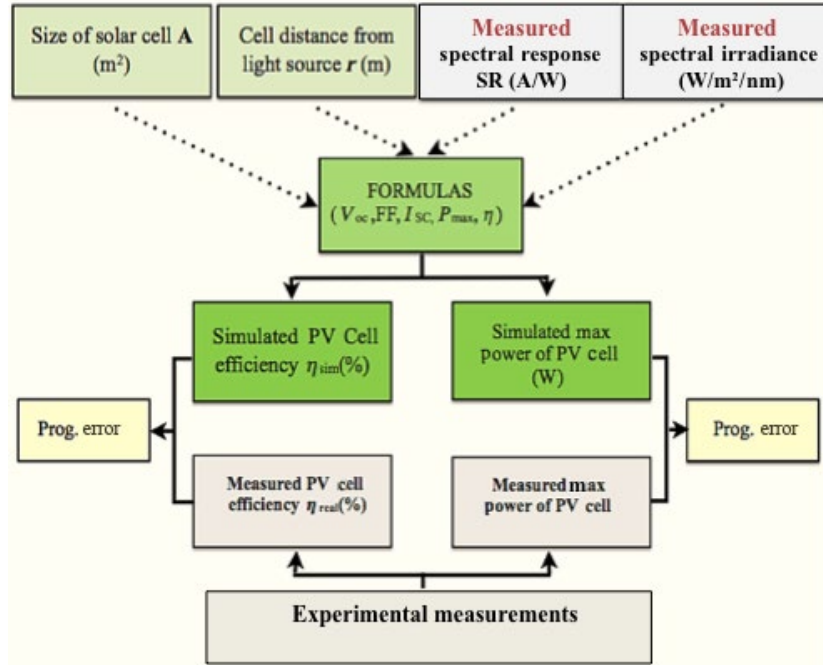 Size of solar cell A
(m²)
Cell distance from
light source r (m)
Measured
spectral response
SR (A/W)
Measured
spectral irradiance
(W/m²/nm)
FORMULAS
(Voc,FF,ISC,Pmax,η)
Simulated PV Cell
efficiency ηsim(%)
Simulated max
power of PV cell
(W)
Prog. error
Prog. error
Measured PV cell
efficiency ηreal(%)
Measured max
power of PV cell
Experimental measurements